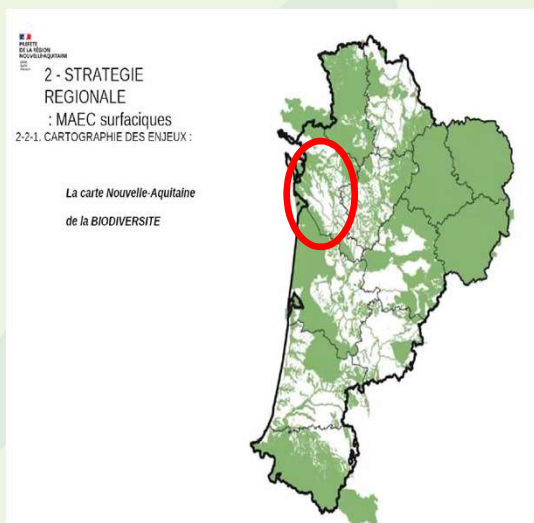 PRÉFÈTE
DE LA RÉGION
NOUVELLE-AQUITAINE
2 - STRATEGIE
REGIONALE
: MAEC surfaciques
2-2-1. CARTOGRAPHIE DES ENJEUX :
La carte Nouvelle-Aquitaine
de la BIODIVERSITE